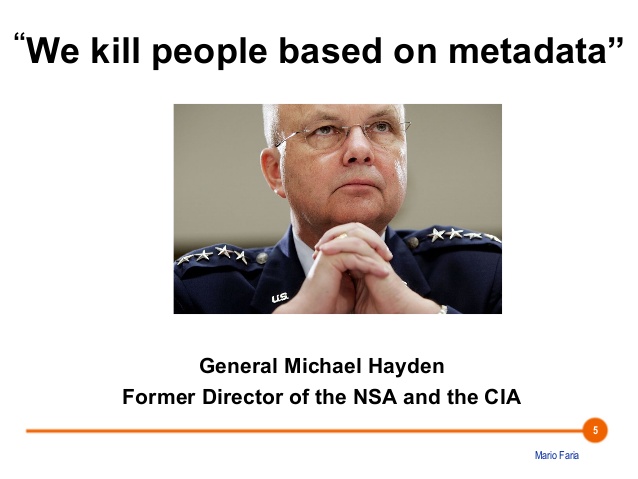 “We kill people based on metadata”
U.S.
General Michael Hayden
Former Director of the NSA and the CIA
5
Mario Faria